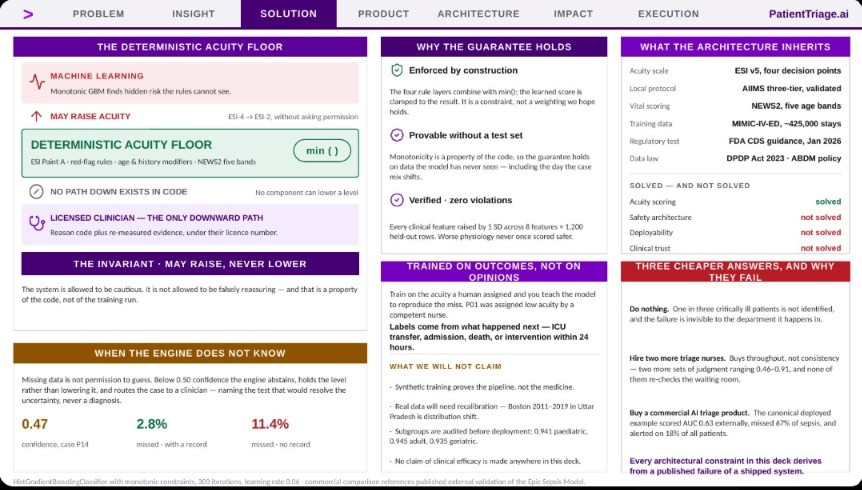 > PROBLEM INSIGHT SOLUTION PRODUCT ARCHITECTURE IMPACT EXECUTION PatientTriage.ai
THE DETERMINISTIC ACUITY FLOOR
MACHINE LEARNING
Monotonic GBM finds hidden risk the rules cannot see.
MAY RAISE ACUITY ESI-4 → ESI-2, without asking permission
DETERMINISTIC ACUITY FLOOR
ESI Point A · red-flag rules · age & history modifiers · NEWS2 five bands
min ( )
NO PATH DOWN EXISTS IN CODE No component can lower a level
LICENSED CLINICIAN — THE ONLY DOWNWARD PATH
Reason code plus re-measured evidence, under their licence number.
THE INVARIANT · MAY RAISE, NEVER LOWER
The system is allowed to be cautious. It is not allowed to be falsely reassuring — and that is a property
of the code, not of the training run.
WHEN THE ENGINE DOES NOT KNOW
Missing data is not permission to guess. Below 0.50 confidence the engine abstains, holds the level
rather than lowering it, and routes the case to a clinician — naming the test that would resolve the
uncertainty, never a diagnosis.
0.47 2.8% 11.4%
confidence, case P14 missed · with a record missed · no record
WHY THE GUARANTEE HOLDS
Enforced by construction
The four rule layers combine with min(); the learned score is
clamped to the result. It is a constraint, not a weighting we hope
holds.
Provable without a test set
Monotonicity is a property of the code, so the guarantee
holds on data the model has never seen — including the day the case
mix shifts.
Verified · zero violations
Every clinical feature raised by 1 SD across 8 features × 1,200
held-out rows. Worse physiology never once scored safer.
TRAINED ON OUTCOMES, NOT ON
OPINIONS
Train on the acuity a human assigned and you teach the model
to reproduce the miss. P01 was assigned low acuity by a
competent nurse.
Labels come from what happened next — ICU
transfer, admission, death, or intervention within 24
hours.
WHAT WE WILL NOT CLAIM
· Synthetic training proves the pipeline, not the medicine.
· Real data will need recalibration — Boston 2011–2019 in Uttar
Pradesh is distribution shift.
· Subgroups are audited before deployment: 0.941 paediatric,
0.945 adult, 0.935 geriatric.
· No claim of clinical efficacy is made anywhere in this deck.
WHAT THE ARCHITECTURE INHERITS
Acuity scale ESI v5, four decision points
Local protocol AIIMS three-tier, validated
Vital scoring NEWS2, five age bands
Training data MIMIC-IV-ED, ~425,000 stays
Regulatory test FDA CDS guidance, Jan 2026
Data law DPDP Act 2023 · ABDM policy
SOLVED — AND NOT SOLVED
Acuity scoring solved
Safety architecture not solved
Deployability not solved
Clinical trust not solved
THREE CHEAPER ANSWERS, AND WHY
THEY FAIL
Do nothing. One in three critically ill patients is not identified,
and the failure is invisible to the department it happens in.
Hire two more triage nurses. Buys throughput, not consistency
— two more sets of judgment ranging 0.46–0.91, and none of
them re-checks the waiting room.
Buy a commercial AI triage product. The canonical deployed
example scored AUC 0.63 externally, missed 67% of sepsis, and
alerted on 18% of all patients.
Every architectural constraint in this deck derives
from a published failure of a shipped system.
HistGradientBoostingClassifier with monotonic constraints, 300 iterations, learning rate 0.06 · commercial comparison references published external validation of the Epic Sepsis Model.